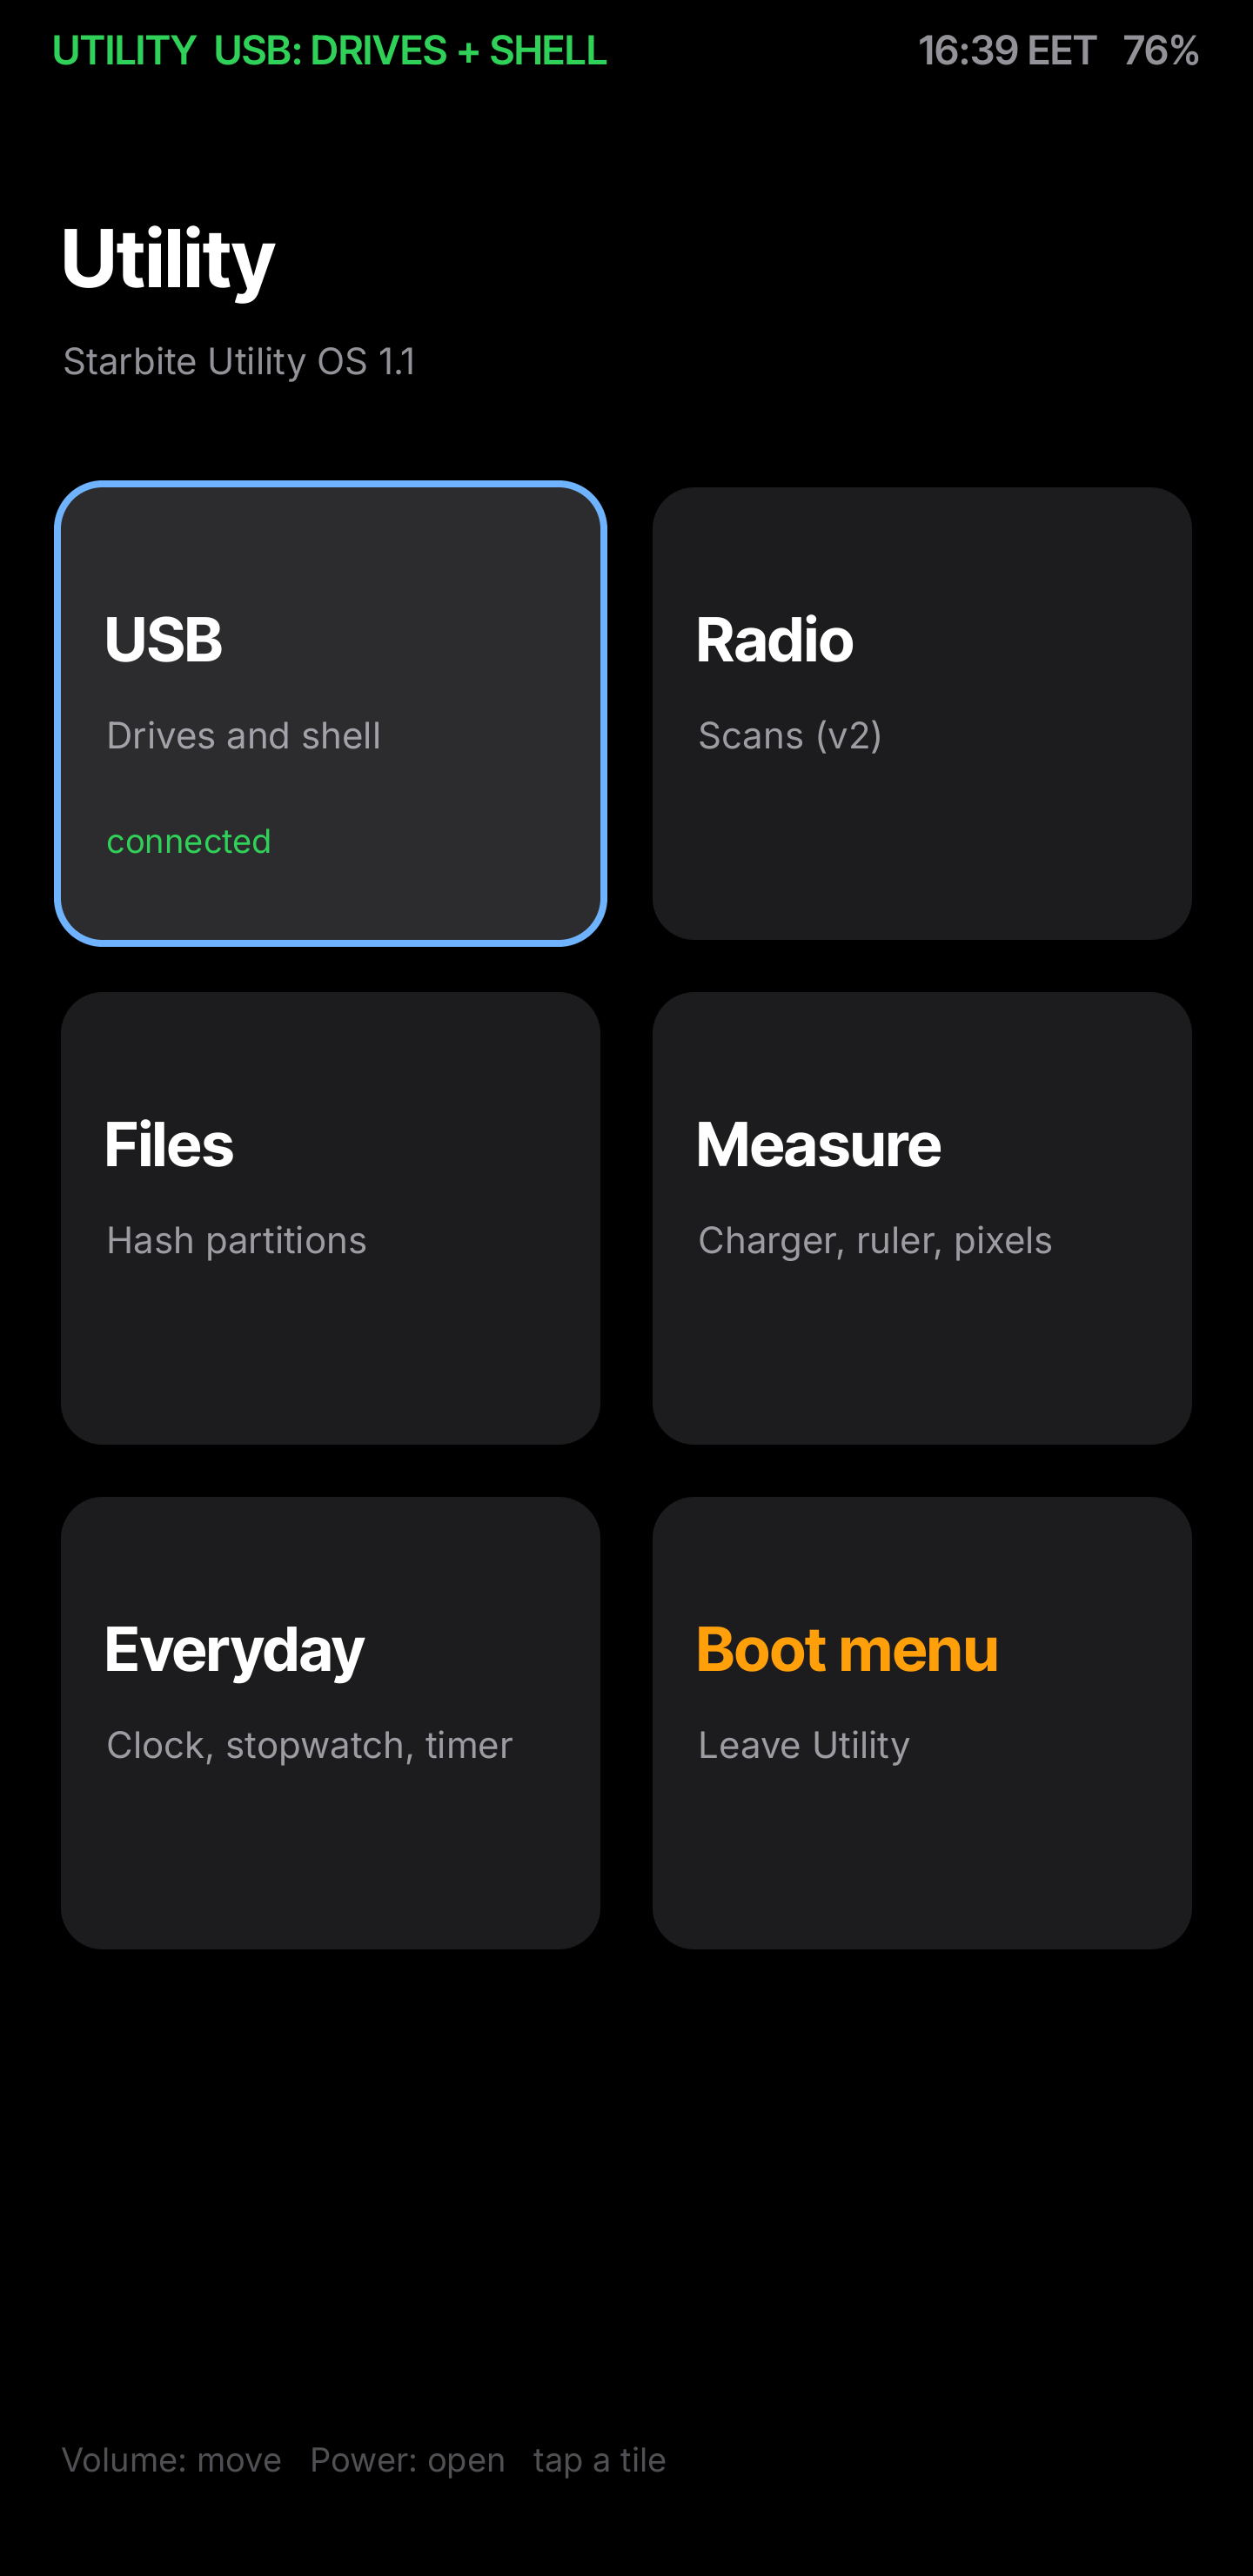 UTILITY USB: DRIVES + SHELL 16:39 EET 76%
Utility
Starbite Utility OS 1.1
USB
Drives and shell
connected
Radio
Scans (v2)
Files
Hash partitions
Measure
Charger, ruler, pixels
Everyday
Clock, stopwatch, timer
Boot menu
Leave Utility
Volume: move Power: open tap a tile